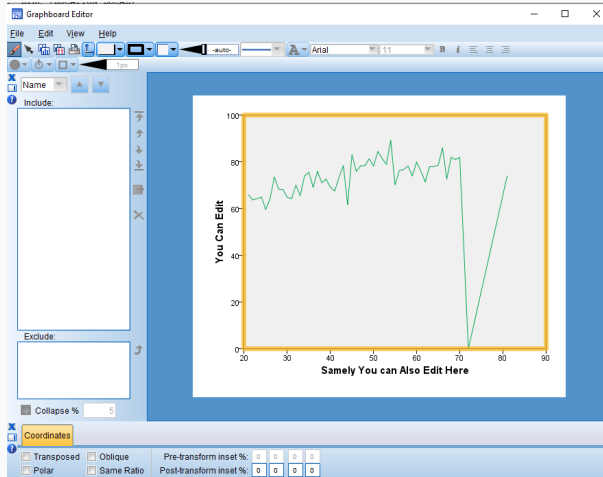 Graphboard Editor
File Edit View Help
-auto- A Arial 11 B i
1px
Name
Include:
Exclude:
Collapse % 5
100
80
60
40
20
0
20 30 40 50 60 70 80 90
You Can Edit
Samely You can Also Edit Here
Coordinates
Transposed Oblique Pre-transform inset %: 0 0 0 0
Polar Same Ratio Post-transform inset %: 0 0 0 0